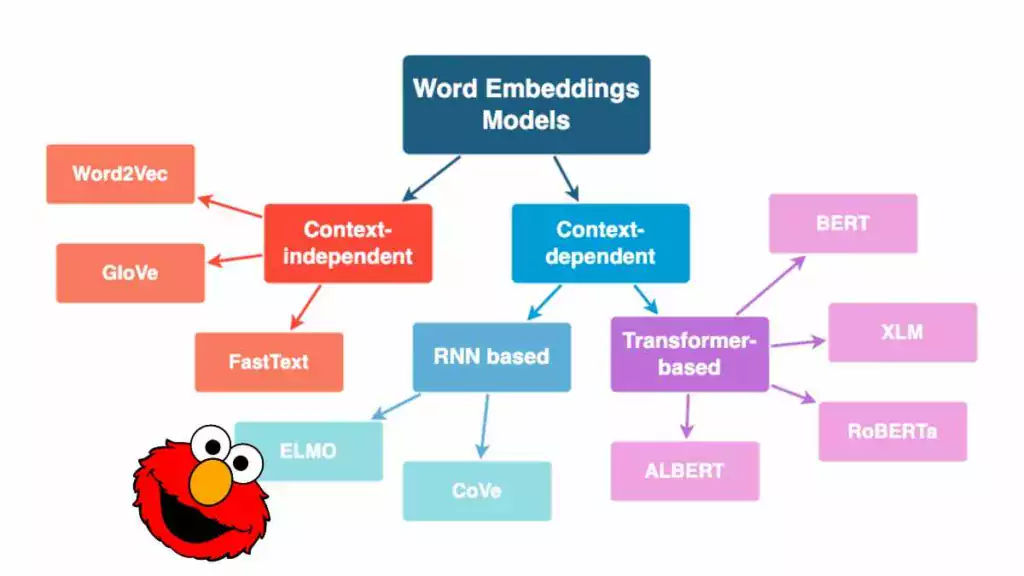 Word Embeddings
Models
Word2Vec
Context-
independent
Context-
dependent
BERT
GloVe
FastText
RNN based
Transformer-
based
XLM
ELMO
CoVe
ALBERT
RoBERTa